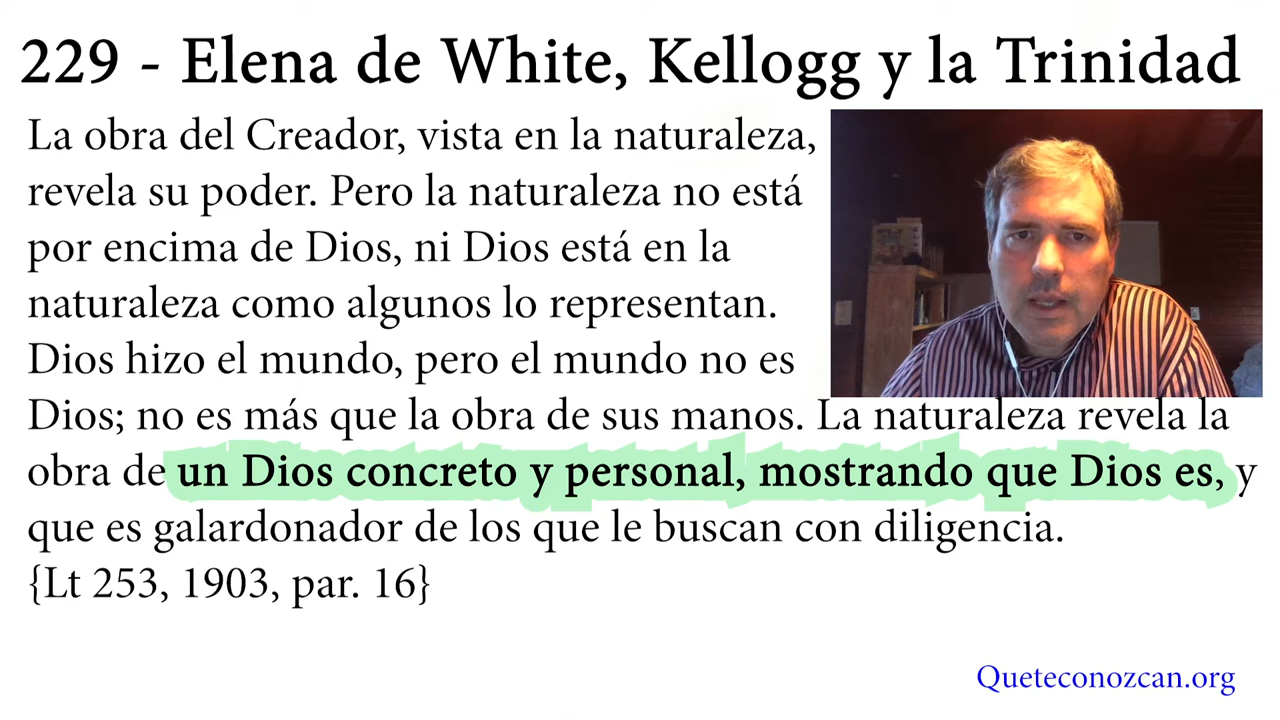 229 - Elena de White, Kellogg y la Trinidad
La obra del Creador, vista en la naturaleza,
revela su poder. Pero la naturaleza no está
por encima de Dios, ni Dios está en la
naturaleza como algunos lo representan.
Dios hizo el mundo, pero el mundo no es
Dios; no es más que la obra de sus manos. La naturaleza revela la
obra de un Dios concreto y personal, mostrando que Dios es, y
que es galardonador de los que le buscan con diligencia.
{Lt 253, 1903, par. 16}
Queteconozcan.org